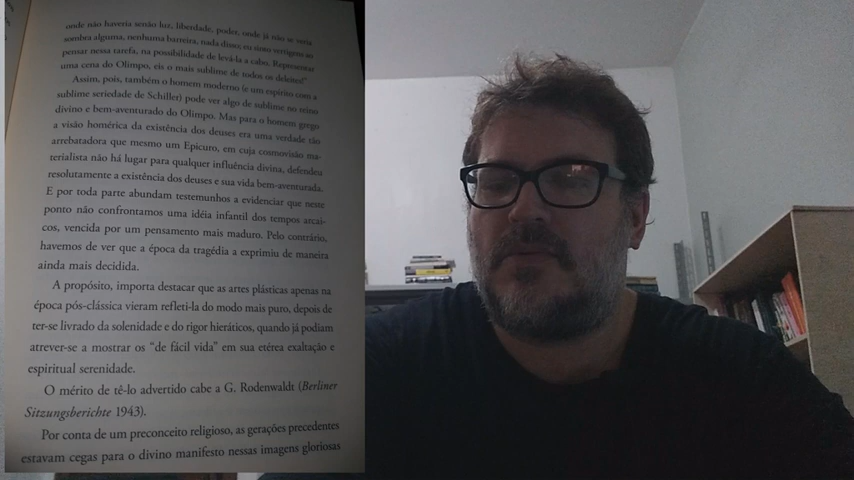 onde não haveria senão luz, liberdade, poder, onde já não se veria
sombra alguma, nenhuma barreira, nada disso; eu sinto vertigens ao
pensar nessa tarefa, na possibilidade de levá-la a cabo. Representar
uma cena do Olimpo, eis o mais sublime de todos os deleites!"
Assim, pois, também o homem moderno (e um espírito com a
sublime seriedade de Schiller) pode ver algo de sublime no reino
divino e bem-aventurado do Olimpo. Mas para o homem grego
a visão homérica da existência dos deuses era uma verdade tão
arrebatadora que mesmo um Epicuro, em cuja cosmovisão ma-
terialista não há lugar para qualquer influência divina, defendeu
resolutamente a existência dos deuses e sua vida bem-aventurada.
E por toda parte abundam testemunhos a evidenciar que neste
ponto não confrontamos uma idéia infantil dos tempos arcai-
cos, vencida por um pensamento mais maduro. Pelo contrário,
havemos de ver que a época da tragédia a exprimiu de maneira
ainda mais decidida.
A propósito, importa destacar que as artes plásticas apenas na
época pós-clássica vieram refleti-la do modo mais puro, depois de
ter-se livrado da solenidade e do rigor hieráticos, quando já podiam
atrever-se a mostrar os "de fácil vida" em sua etérea exaltação e
espiritual serenidade.
O mérito de tê-lo advertido cabe a G. Rodenwaldt (Berliner
Sitzungsberichte 1943).
Por conta de um preconceito religioso, as gerações precedentes
estavam cegas para o divino manifesto nessas imagens gloriosas